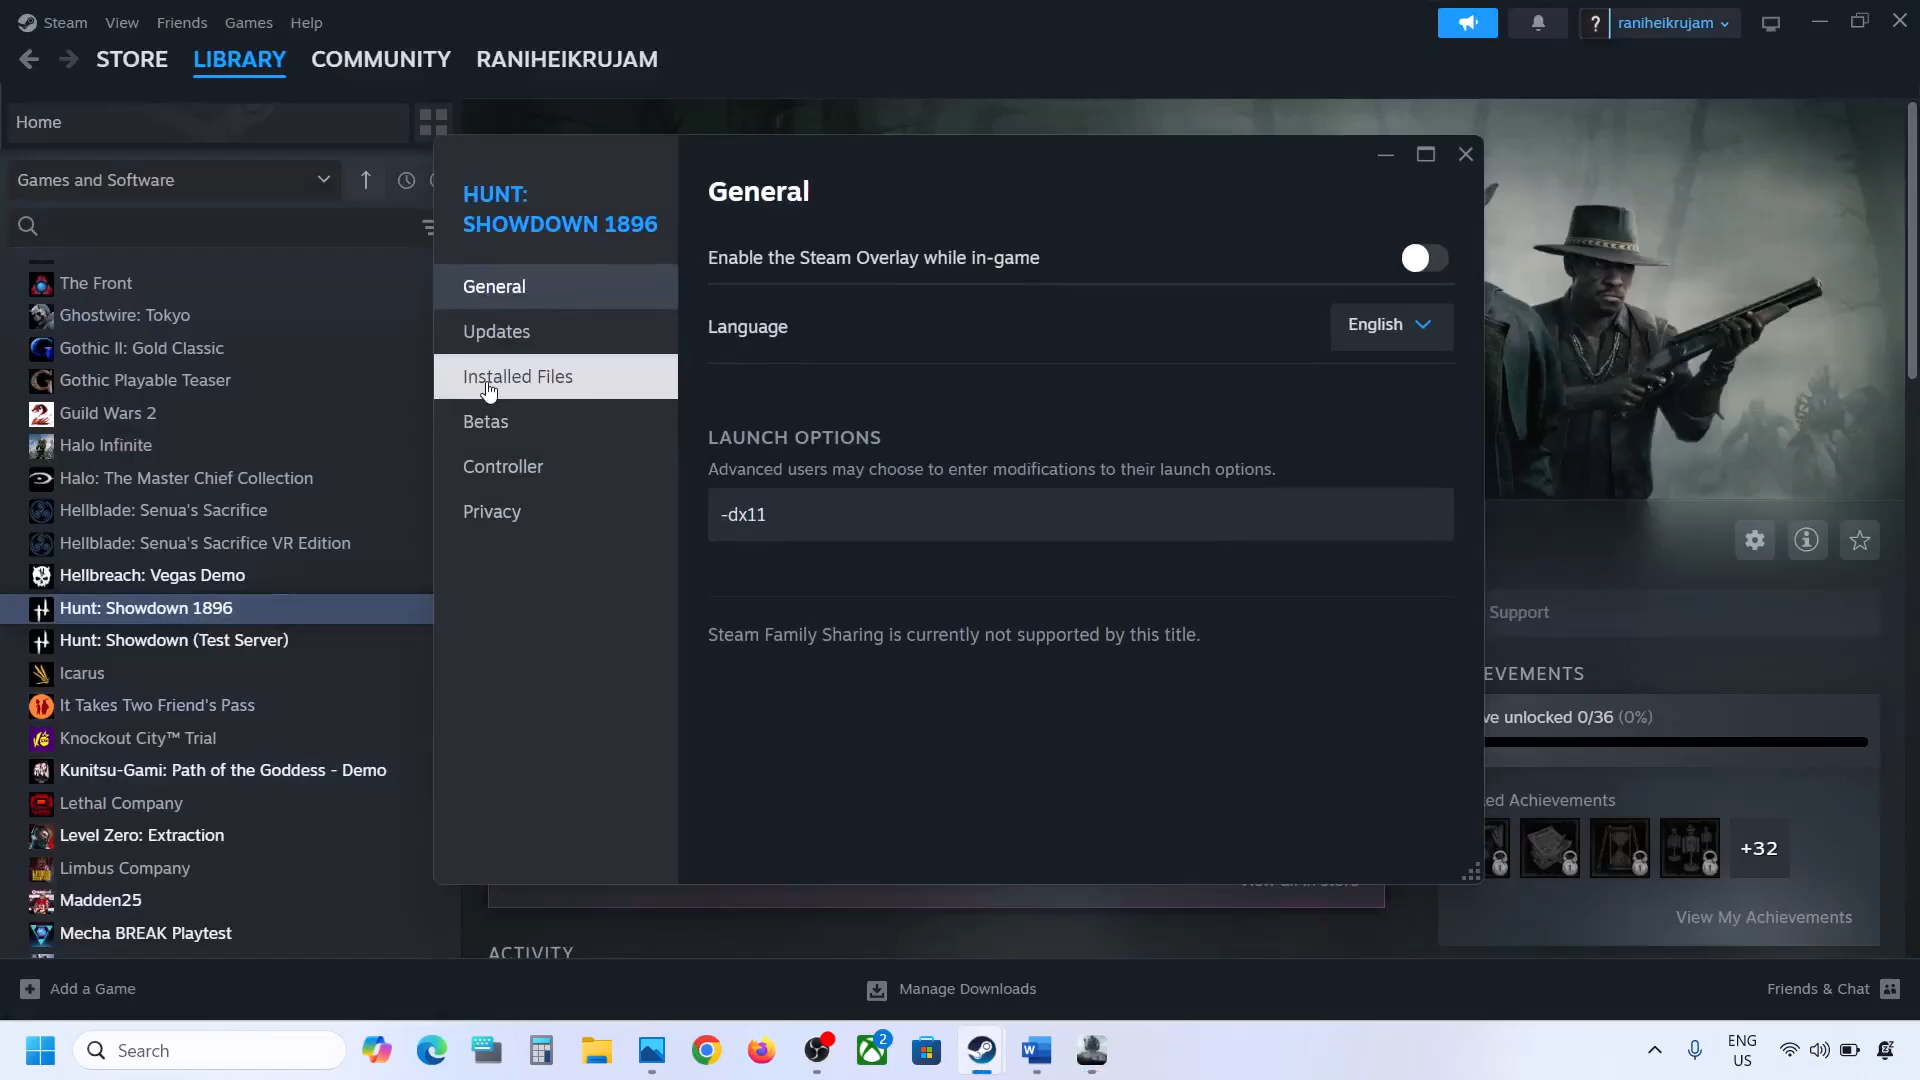 Steam View Friends Games Help
? raniheikrujam
STORE LIBRARY COMMUNITY RANIHEIKRUJAM
Home
Games and Software
The Front
Ghostwire: Tokyo
Gothic II: Gold Classic
Gothic Playable Teaser
Guild Wars 2
Halo Infinite
Halo: The Master Chief Collection
Hellblade: Senua's Sacrifice
Hellblade: Senua's Sacrifice VR Edition
Hellbreach: Vegas Demo
Hunt: Showdown 1896
Hunt: Showdown (Test Server)
Icarus
It Takes Two Friend's Pass
Knockout City™ Trial
Kunitsu-Gami: Path of the Goddess - Demo
Lethal Company
Level Zero: Extraction
Limbus Company
Madden25
Mecha BREAK Playtest
HUNT:
SHOWDOWN 1896
General
Updates
Installed Files
Betas
Controller
Privacy
General
Enable the Steam Overlay while in-game
Language English
LAUNCH OPTIONS
Advanced users may choose to enter modifications to their launch options.
-dx11
Steam Family Sharing is currently not supported by this title.
Support
EVEMENTS
ve unlocked 0/36 (0%)
ed Achievements
+32
View My Achievements
ACTIVITY
Add a Game
Manage Downloads
Friends & Chat
Search
2
ENG
US